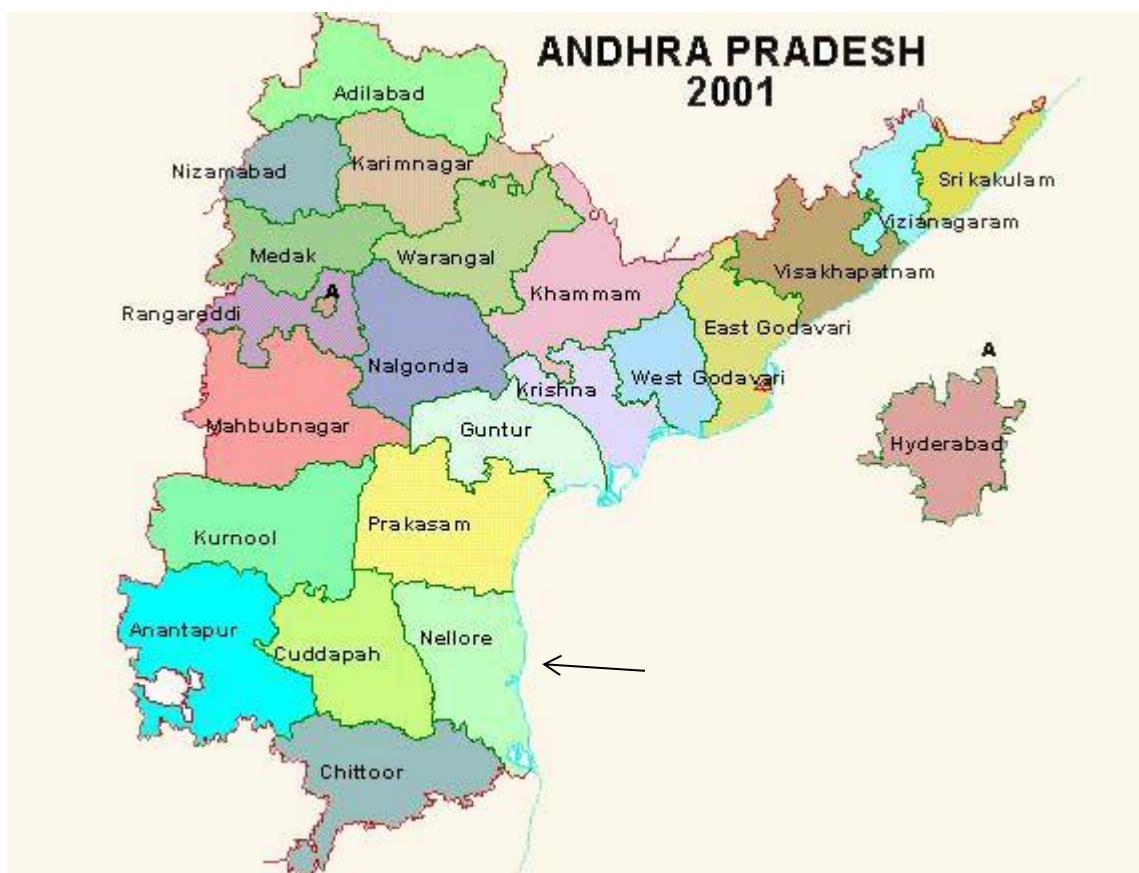 ANDHRA PRADESH
2001
Adilabad
Nizamabad
Karimnagar
Srikakulam
Vizianagaram
Medak
Warangal
Visakhapatnam
A
Khammam
Rangareddi
East Godavari
A
Nalgonda
Krishna
West Godavari
Mahbubnagar
Guntur
Hyderabad
Prakasam
Kurnool
Anantapur
Nellore
Cuddapah
Chittoor